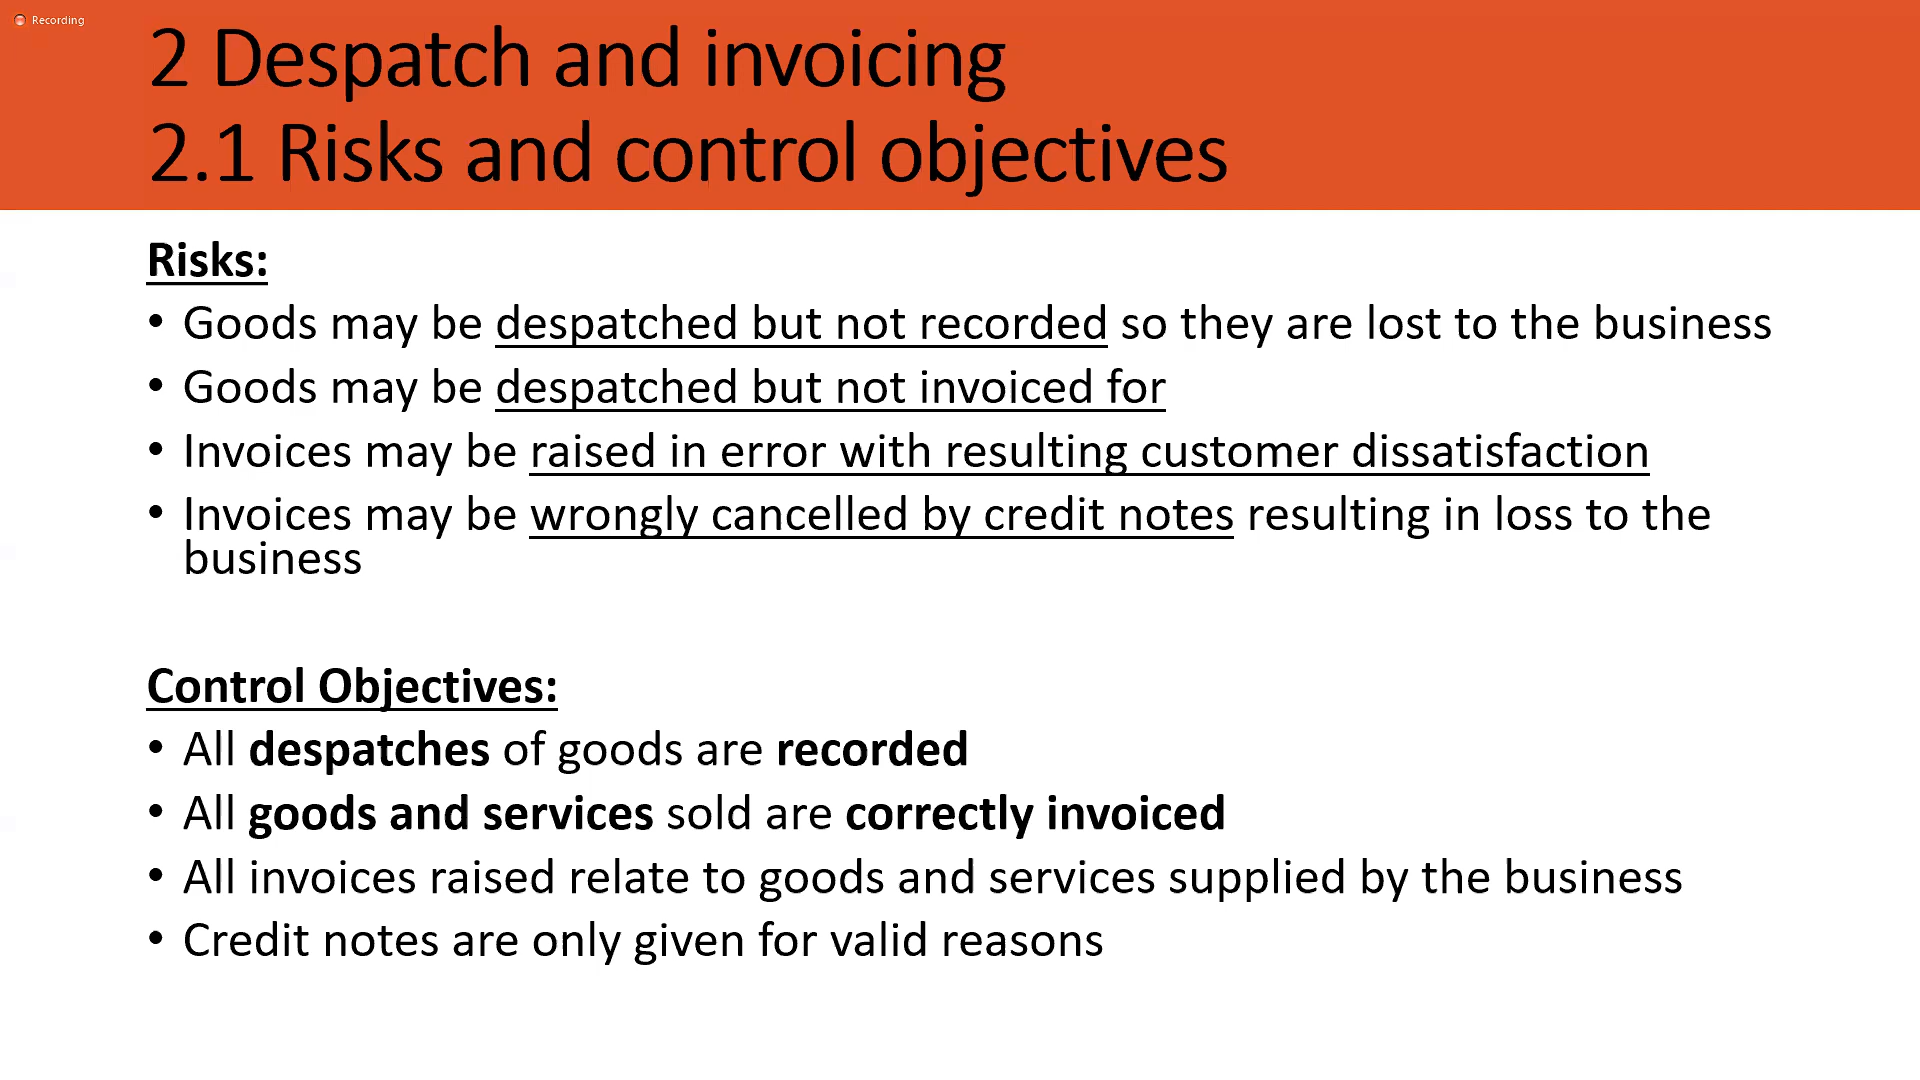 Recording
2 Despatch and invoicing
2.1 Risks and control objectives
Risks:
• Goods may be despatched but not recorded so they are lost to the business
• Goods may be despatched but not invoiced for
• Invoices may be raised in error with resulting customer dissatisfaction
• Invoices may be wrongly cancelled by credit notes resulting in loss to the
business
Control Objectives:
• All despatches of goods are recorded
• All goods and services sold are correctly invoiced
• All invoices raised relate to goods and services supplied by the business
• Credit notes are only given for valid reasons